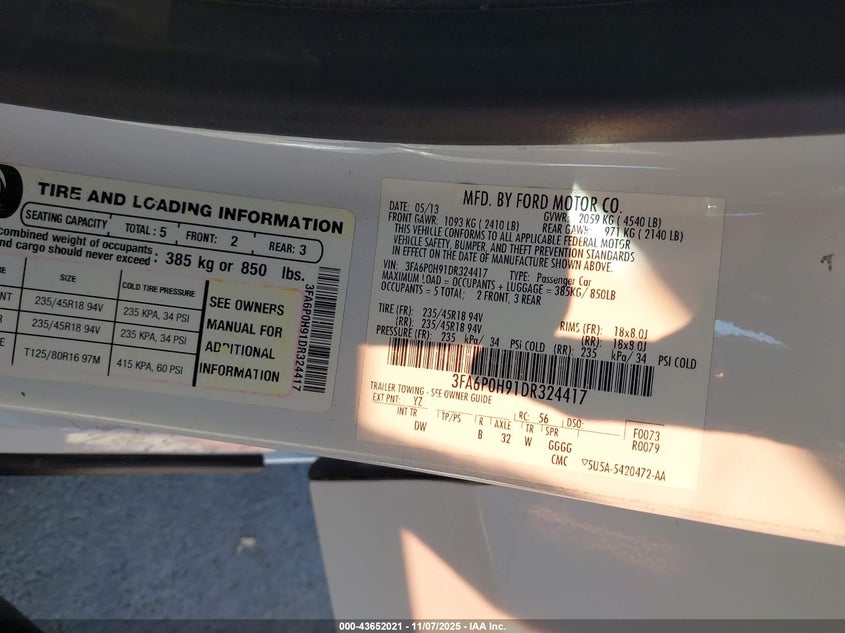 TIRE AND LOADING INFORMATION
SEATING CAPACITY TOTAL : 5 FRONT: 2 REAR: 3
combined weight of occupants
and cargo should never exceed : 385 kg or 850 lbs.
SIZE COLD TIRE PRESSURE
235/45R18 94V 235 KPA, 34 PSI
235/45R18 94V 235 KPA, 34 PSI
T125/80R16 97M 415 KPA, 60 PSI
SEE OWNERS
MANUAL FOR
ADDITIONAL
INFORMATION
3FA6P0H91DR324417
MFD. BY FORD MOTOR CO.
DATE: 05/13 GVWR: 2059 KG ( 4540 LB)
FRONT GAWR: 1093 KG ( 2410 LB) REAR GAWR: 971 KG ( 2140 LB)
THIS VEHICLE CONFORMS TO ALL APPLICABLE FEDERAL MOTOR
VEHICLE SAFETY, BUMPER, AND THEFT PREVENTION STANDARDS
IN EFFECT ON THE DATE OF MANUFACTURE SHOWN ABOVE.
VIN: 3FA6P0H91DR324417 TYPE: Passenger Car
MAXIMUM LOAD = OCCUPANTS + LUGGAGE = 385KG/ 850LB
OCCUPANTS = 5 TOTAL: 2 FRONT, 3 REAR
TIRE (FR): 235/45R18 94V RIMS (FR): 18x8.0J
(RR): 235/45R18 94V (RR): 18x8.0J
PRESSURE (FR): 235 kPa/ 34 PSI COLD (RR): 235 kPa/ 34 PSI COLD
3FA6P0H91DR324417
TRAILER TOWING - SEE OWNER GUIDE
EXT PNT: YZ RC: 56 DSO: F0073
INT TR TP/PS R AXLE TR SPR R0079
DW B 32 W GGGG
CMC ▽5U5A-5420472-AA
000-43652021 | 11/07/2025 | IAA Inc.